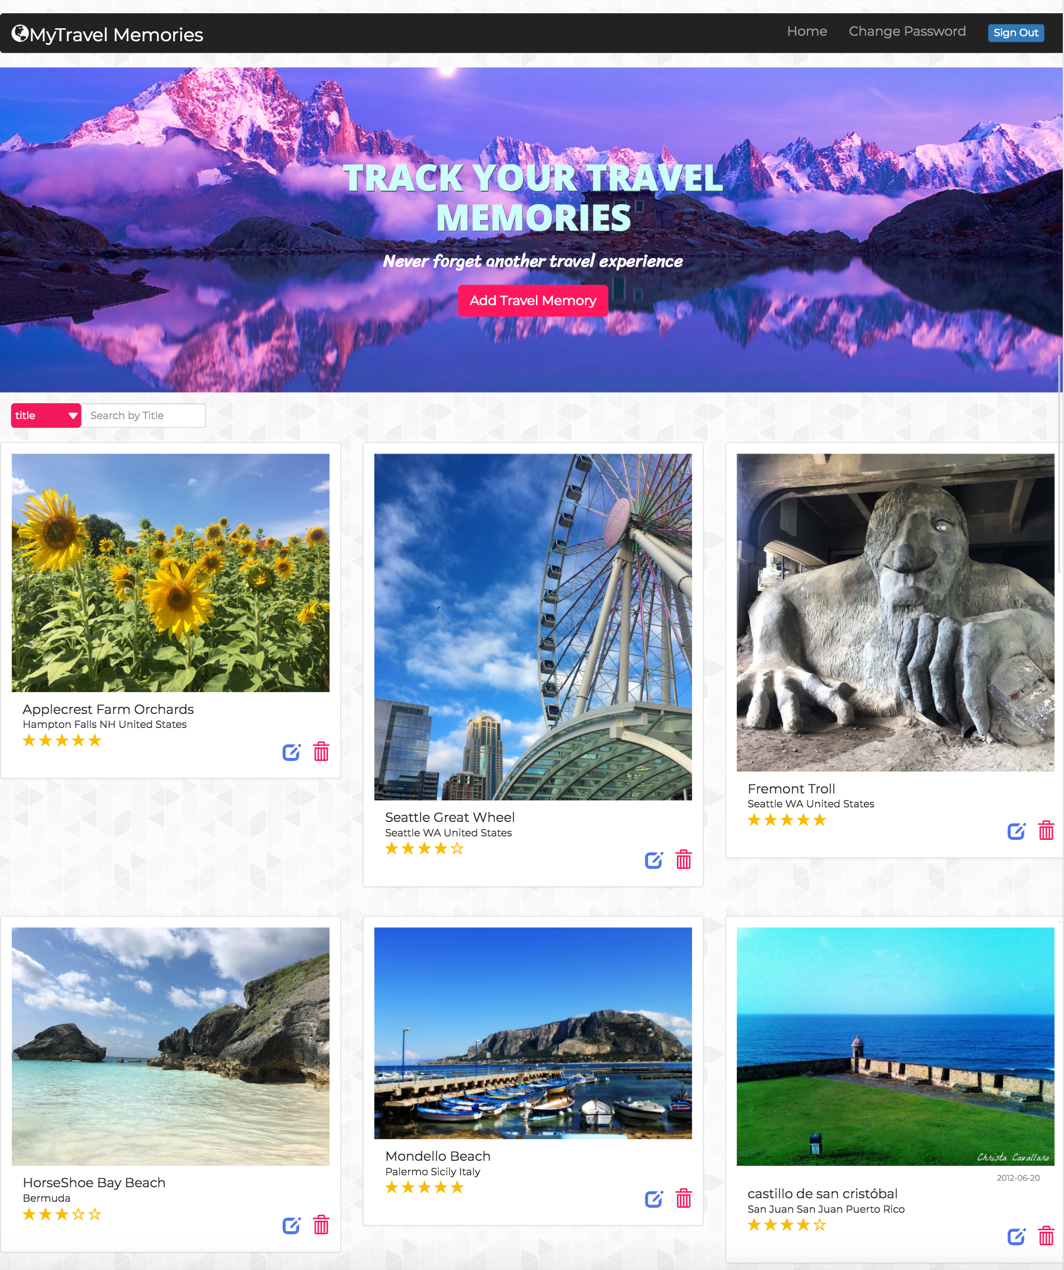 MyTravel Memories
Home
Change Password
Sign Out
TRACK YOUR TRAVEL
MEMORIES
Never forget another travel experience
Add Travel Memory
title
Search by Title
Applecrest Farm Orchards
Hampton Falls NH United States
Seattle Great Wheel
Seattle WA United States
Fremont Troll
Seattle WA United States
HorseShoe Bay Beach
Bermuda
Mondello Beach
Palermo Sicily Italy
Christa Cavallaro
2012-06-20
castillo de san cristóbal
San Juan San Juan Puerto Rico